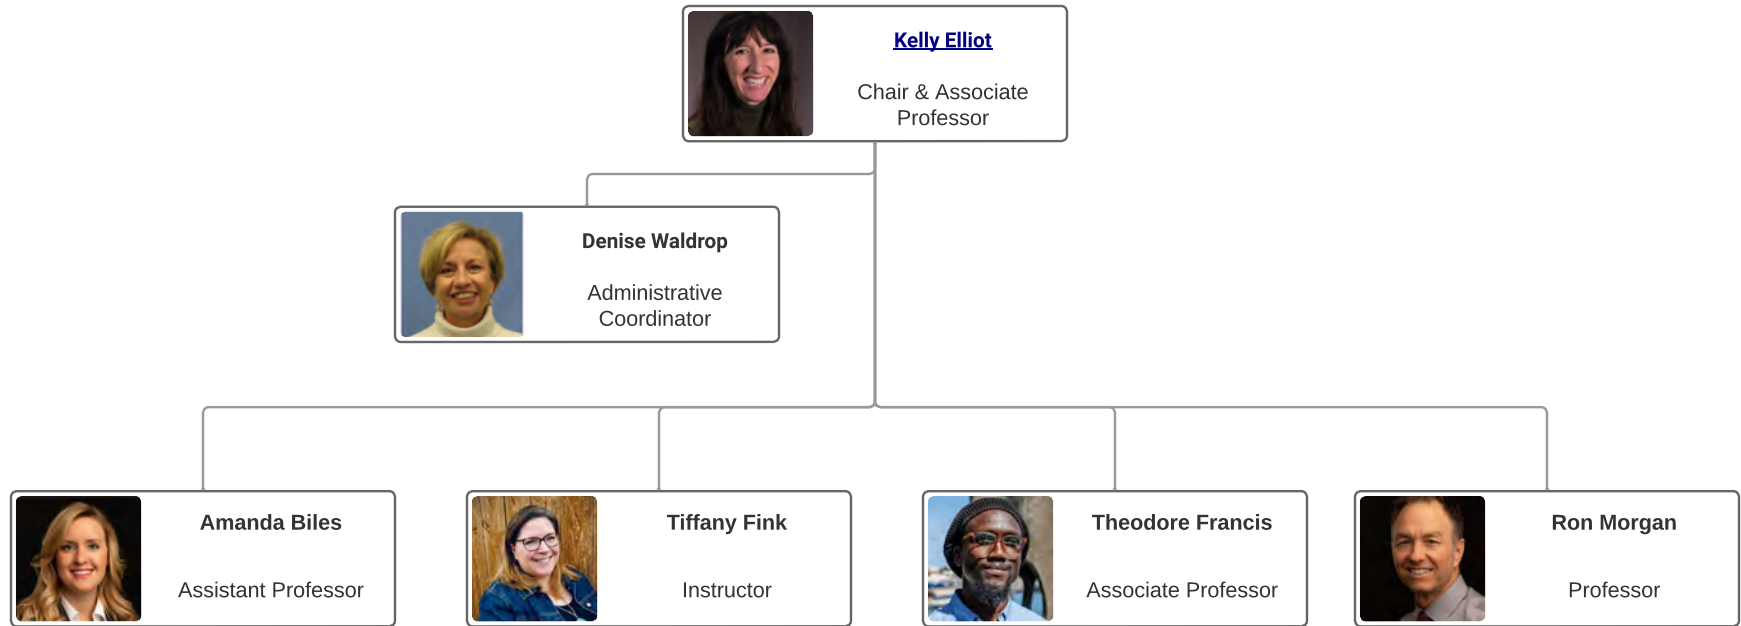 Kelly Elliot
Chair & Associate
Professor
Denise Waldrop
Administrative
Coordinator
Amanda Biles
Assistant Professor
Tiffany Fink
Instructor
Theodore Francis
Associate Professor
Ron Morgan
Professor